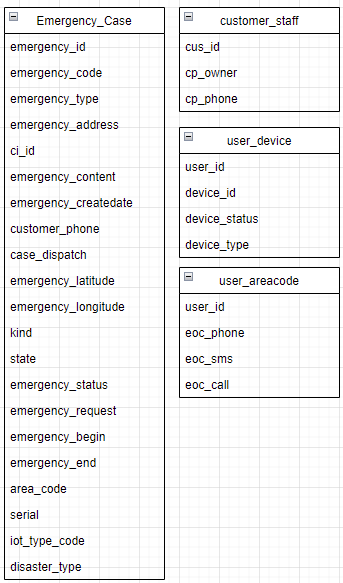 Emergency_Case
emergency_id
emergency_code
emergency_type
emergency_address
ci_id
emergency_content
emergency_createdate
customer_phone
case_dispatch
emergency_latitude
emergency_longitude
kind
state
emergency_status
emergency_request
emergency_begin
emergency_end
area_code
serial
iot_type_code
disaster_type
customer_staff
cus_id
cp_owner
cp_phone
user_device
user_id
device_id
device_status
device_type
user_areacode
user_id
eoc_phone
eoc_sms
eoc_call